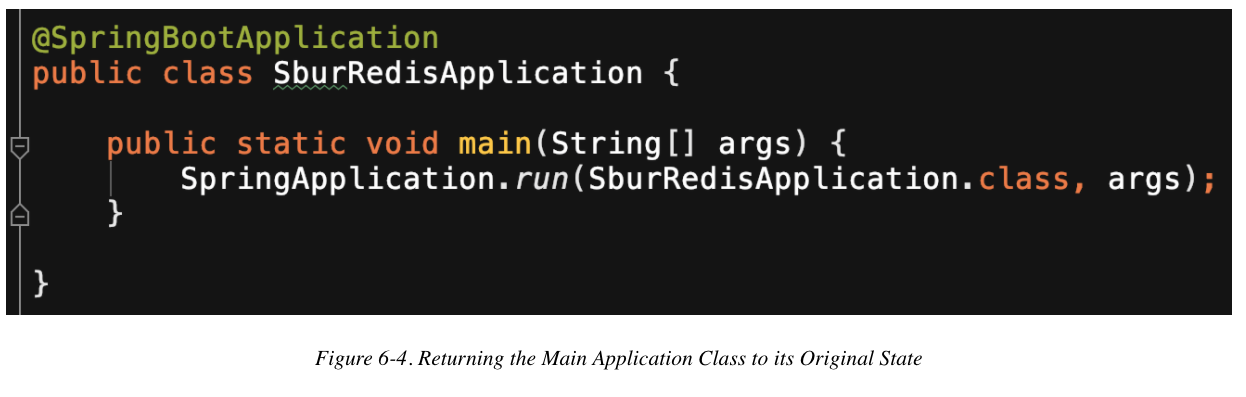 @SpringBootApplication
public class SburRedisApplication {
public static void main(String[] args) {
SpringApplication.run(SburRedisApplication.class, args);
}
}
Figure 6-4. Returning the Main Application Class to its Original State